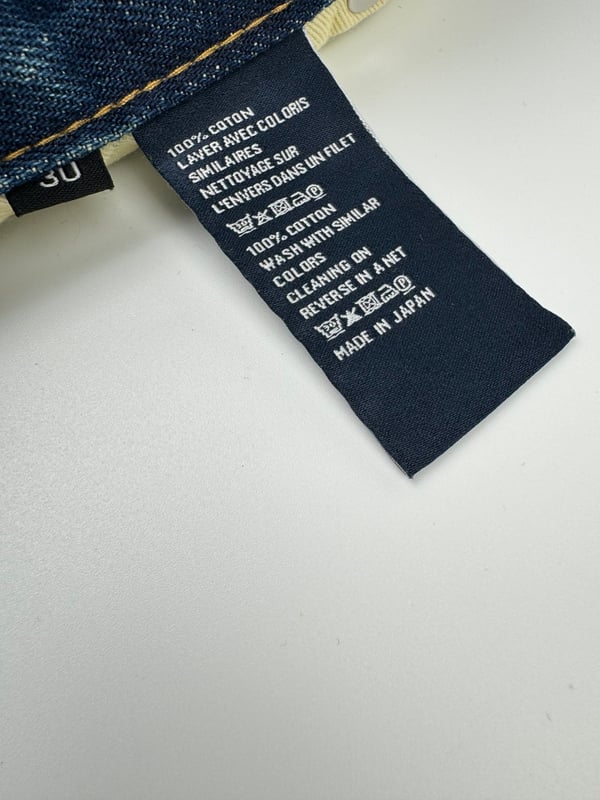 30
100% COTON
LAVER AVEC COLORIS
SIMILAIRES
NETTOYAGE SUR
L'ENVERS DANS UN FILET
100% COTTON
WASH WITH SIMILAR
COLORS
CLEANING ON
REVERSE IN A NET
MADE IN JAPAN